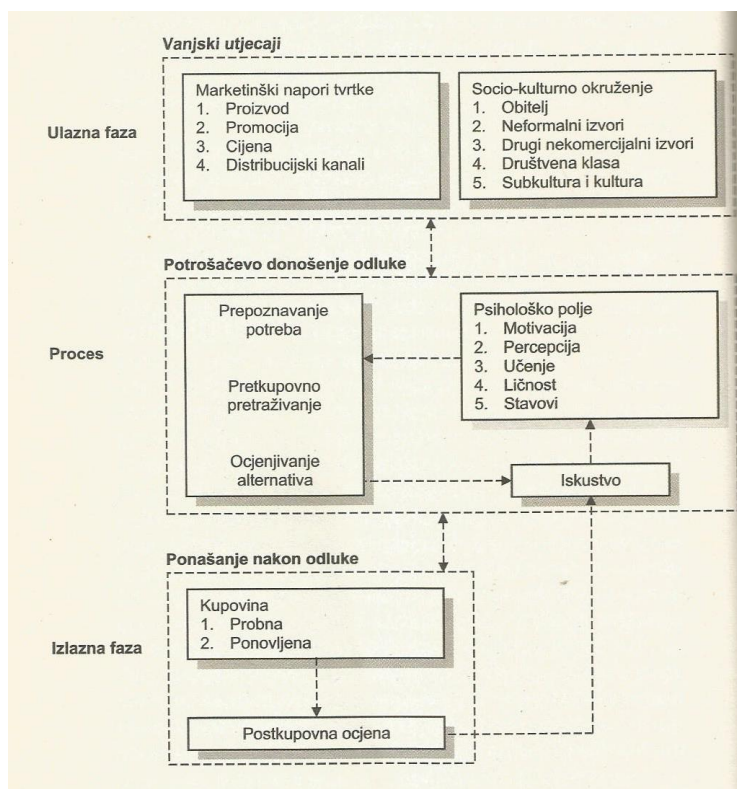 Vanjski utjecaji
Ulazna faza
Marketinški napori tvrtke
1. Proizvod
2. Promocija
3. Cijena
4. Distribucijski kanali
Socio-kulturno okruženje
1. Obitelj
2. Neformalni izvori
3. Drugi nekomercijalni izvori
4. Društvena klasa
5. Subkultura i kultura
Potrošačevo donošenje odluke
Proces
Prepoznavanje
potreba
Pretkupovno
pretraživanje
Ocjenjivanje
alternativa
Psihološko polje
1. Motivacija
2. Percepcija
3. Učenje
4. Ličnost
5. Stavovi
Iskustvo
Ponašanje nakon odluke
Izlazna faza
Kupovina
1. Probna
2. Ponovljena
Postkupovna ocjena